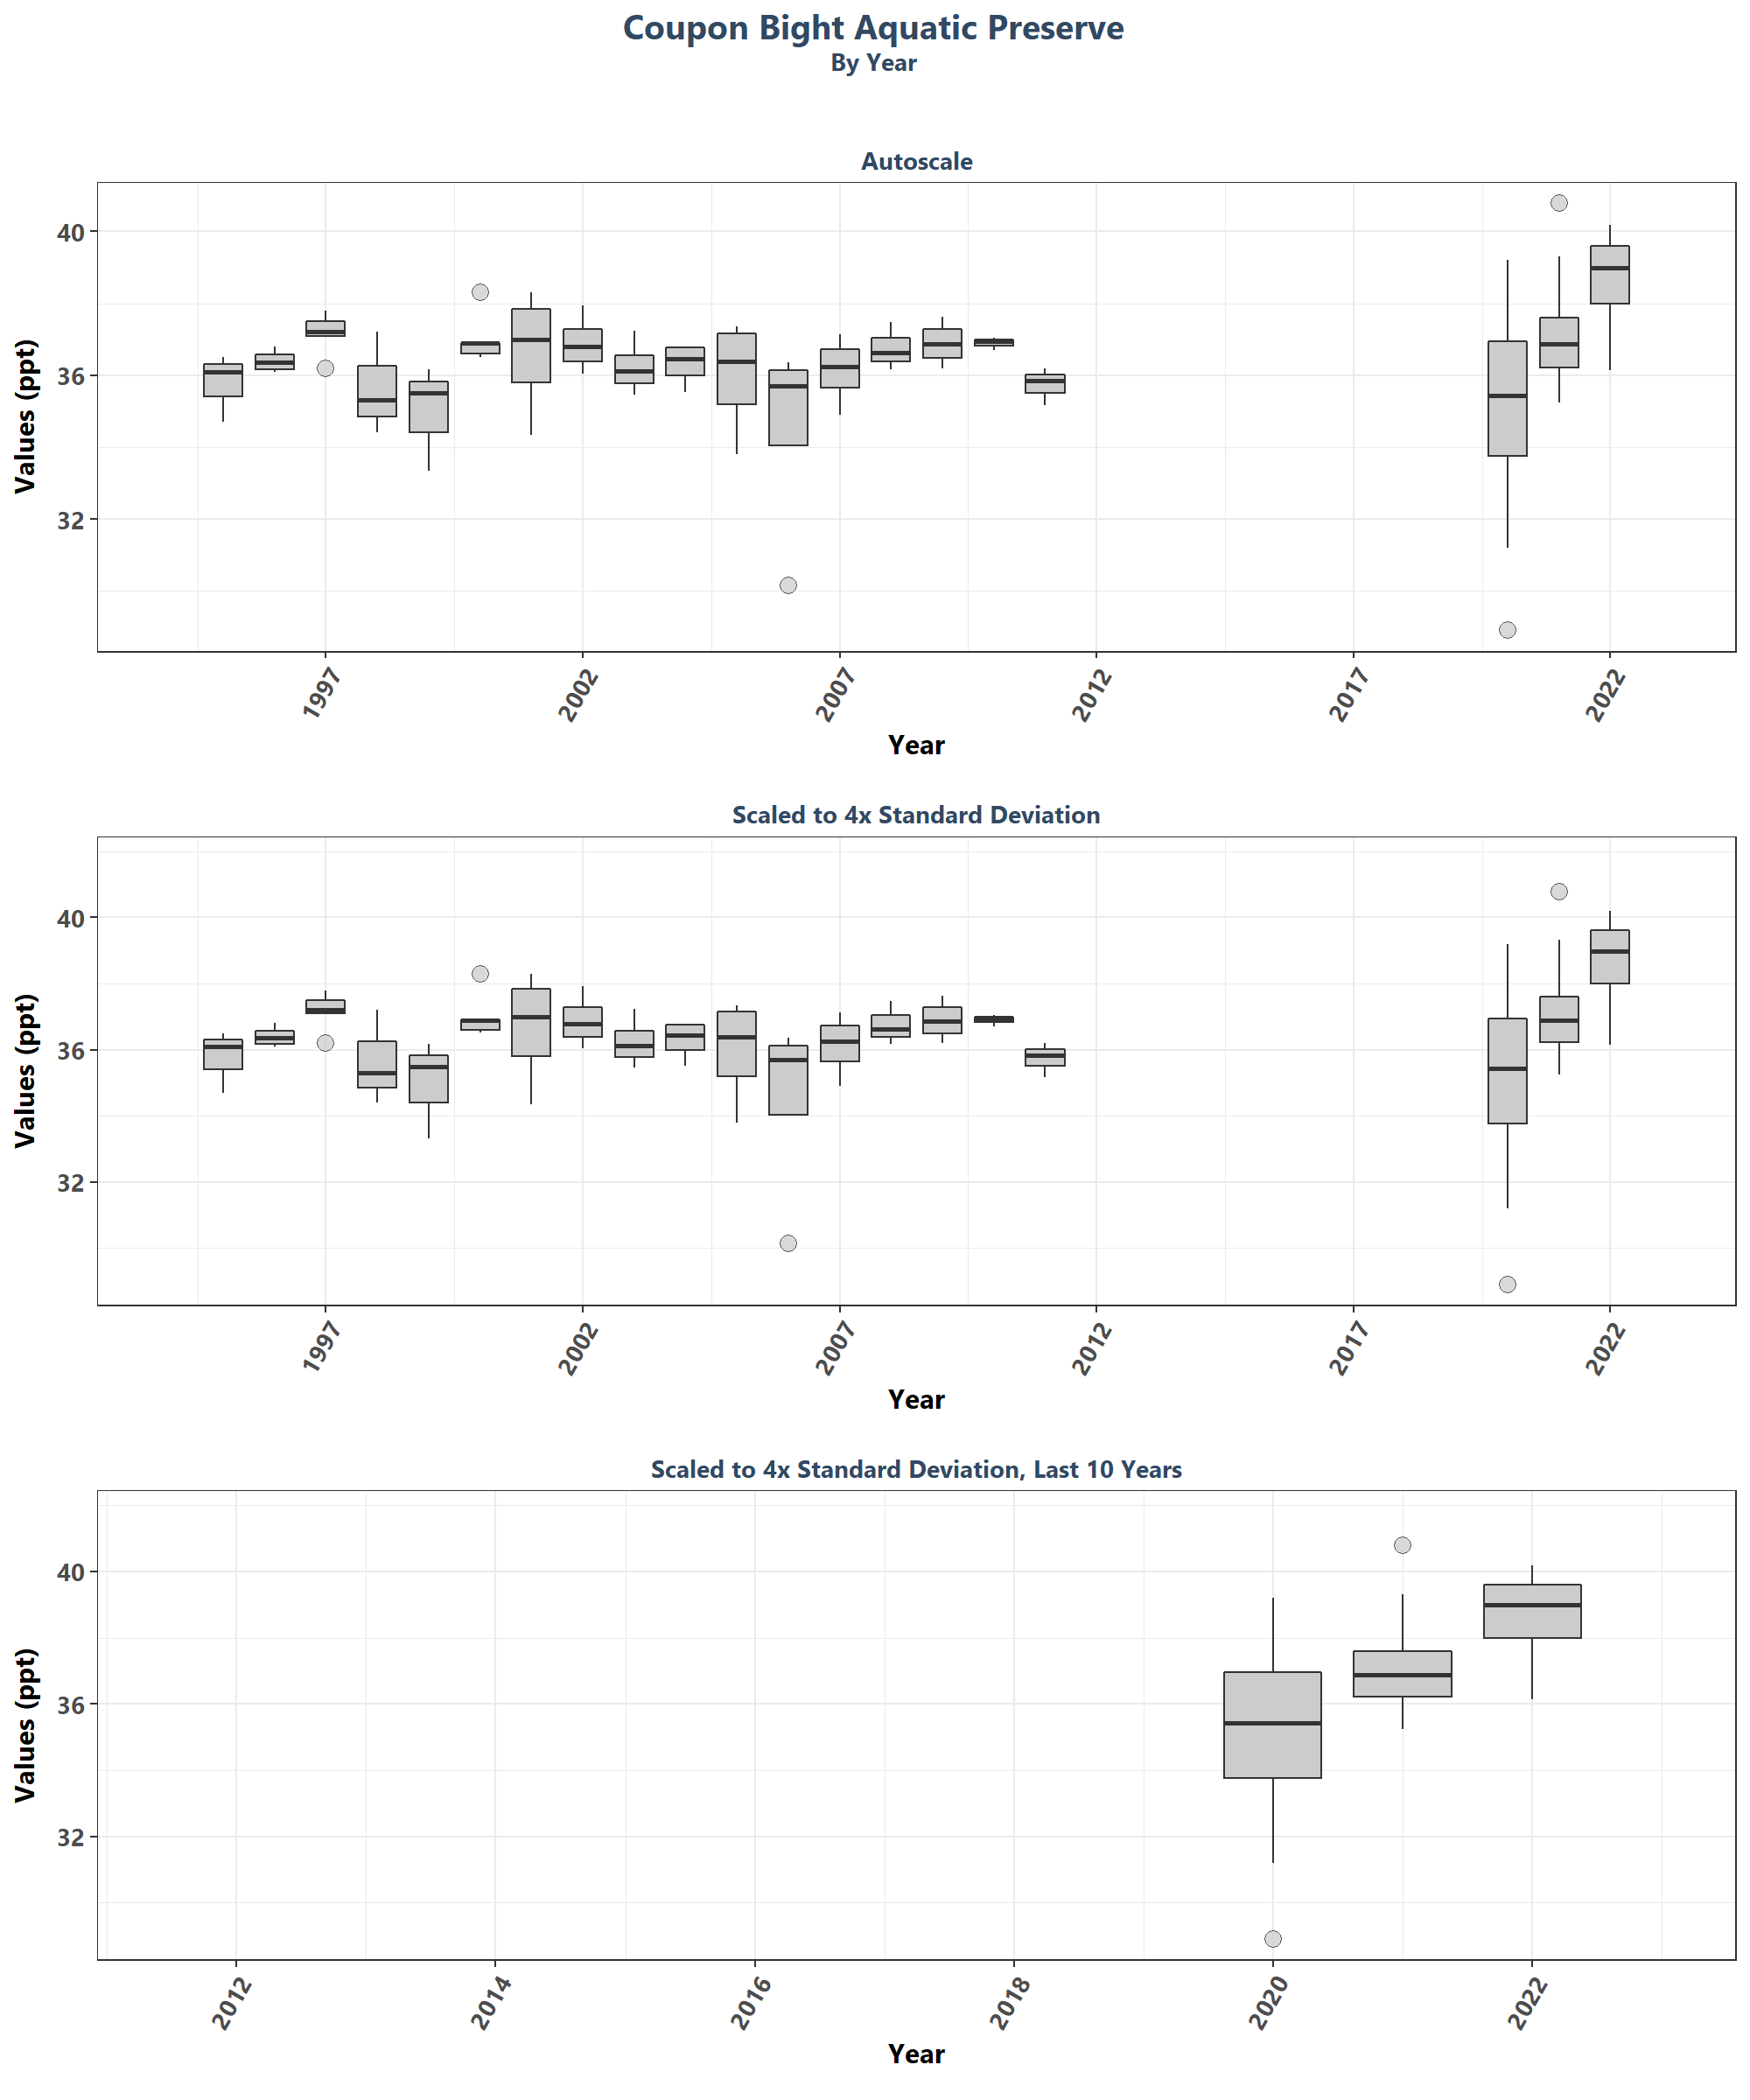 Coupon Bight Aquatic Preserve
By Year
Autoscale
Values (ppt)
40
36
32
1997
2002
2007
2012
2017
2022
Year
Scaled to 4x Standard Deviation
Values (ppt)
40
36
32
1997
2002
2007
2012
2017
2022
Year
Scaled to 4x Standard Deviation, Last 10 Years
Values (ppt)
40
36
32
2012
2014
2016
2018
2020
2022
Year